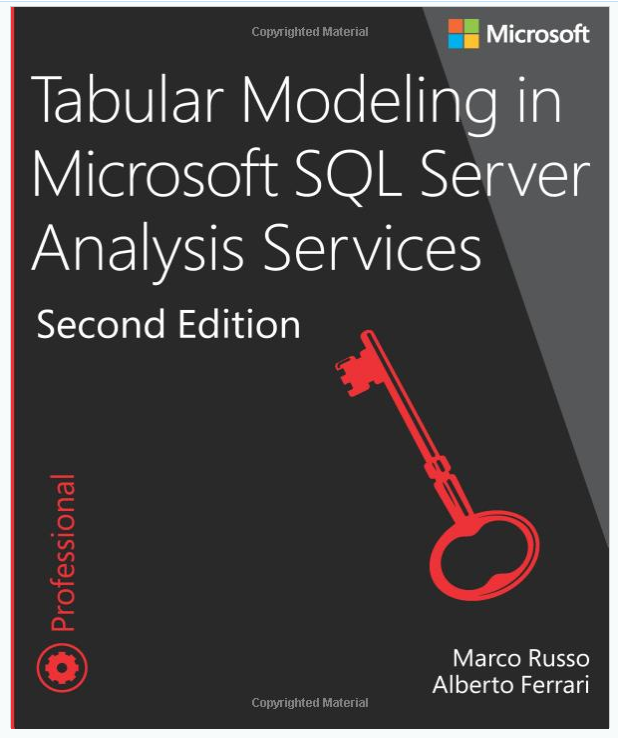 Copyrighted Material
Microsoft
Tabular Modeling in
Microsoft SQL Server
Analysis Services
Second Edition
Professional
Marco Russo
Alberto Ferrari
Copyrighted Material